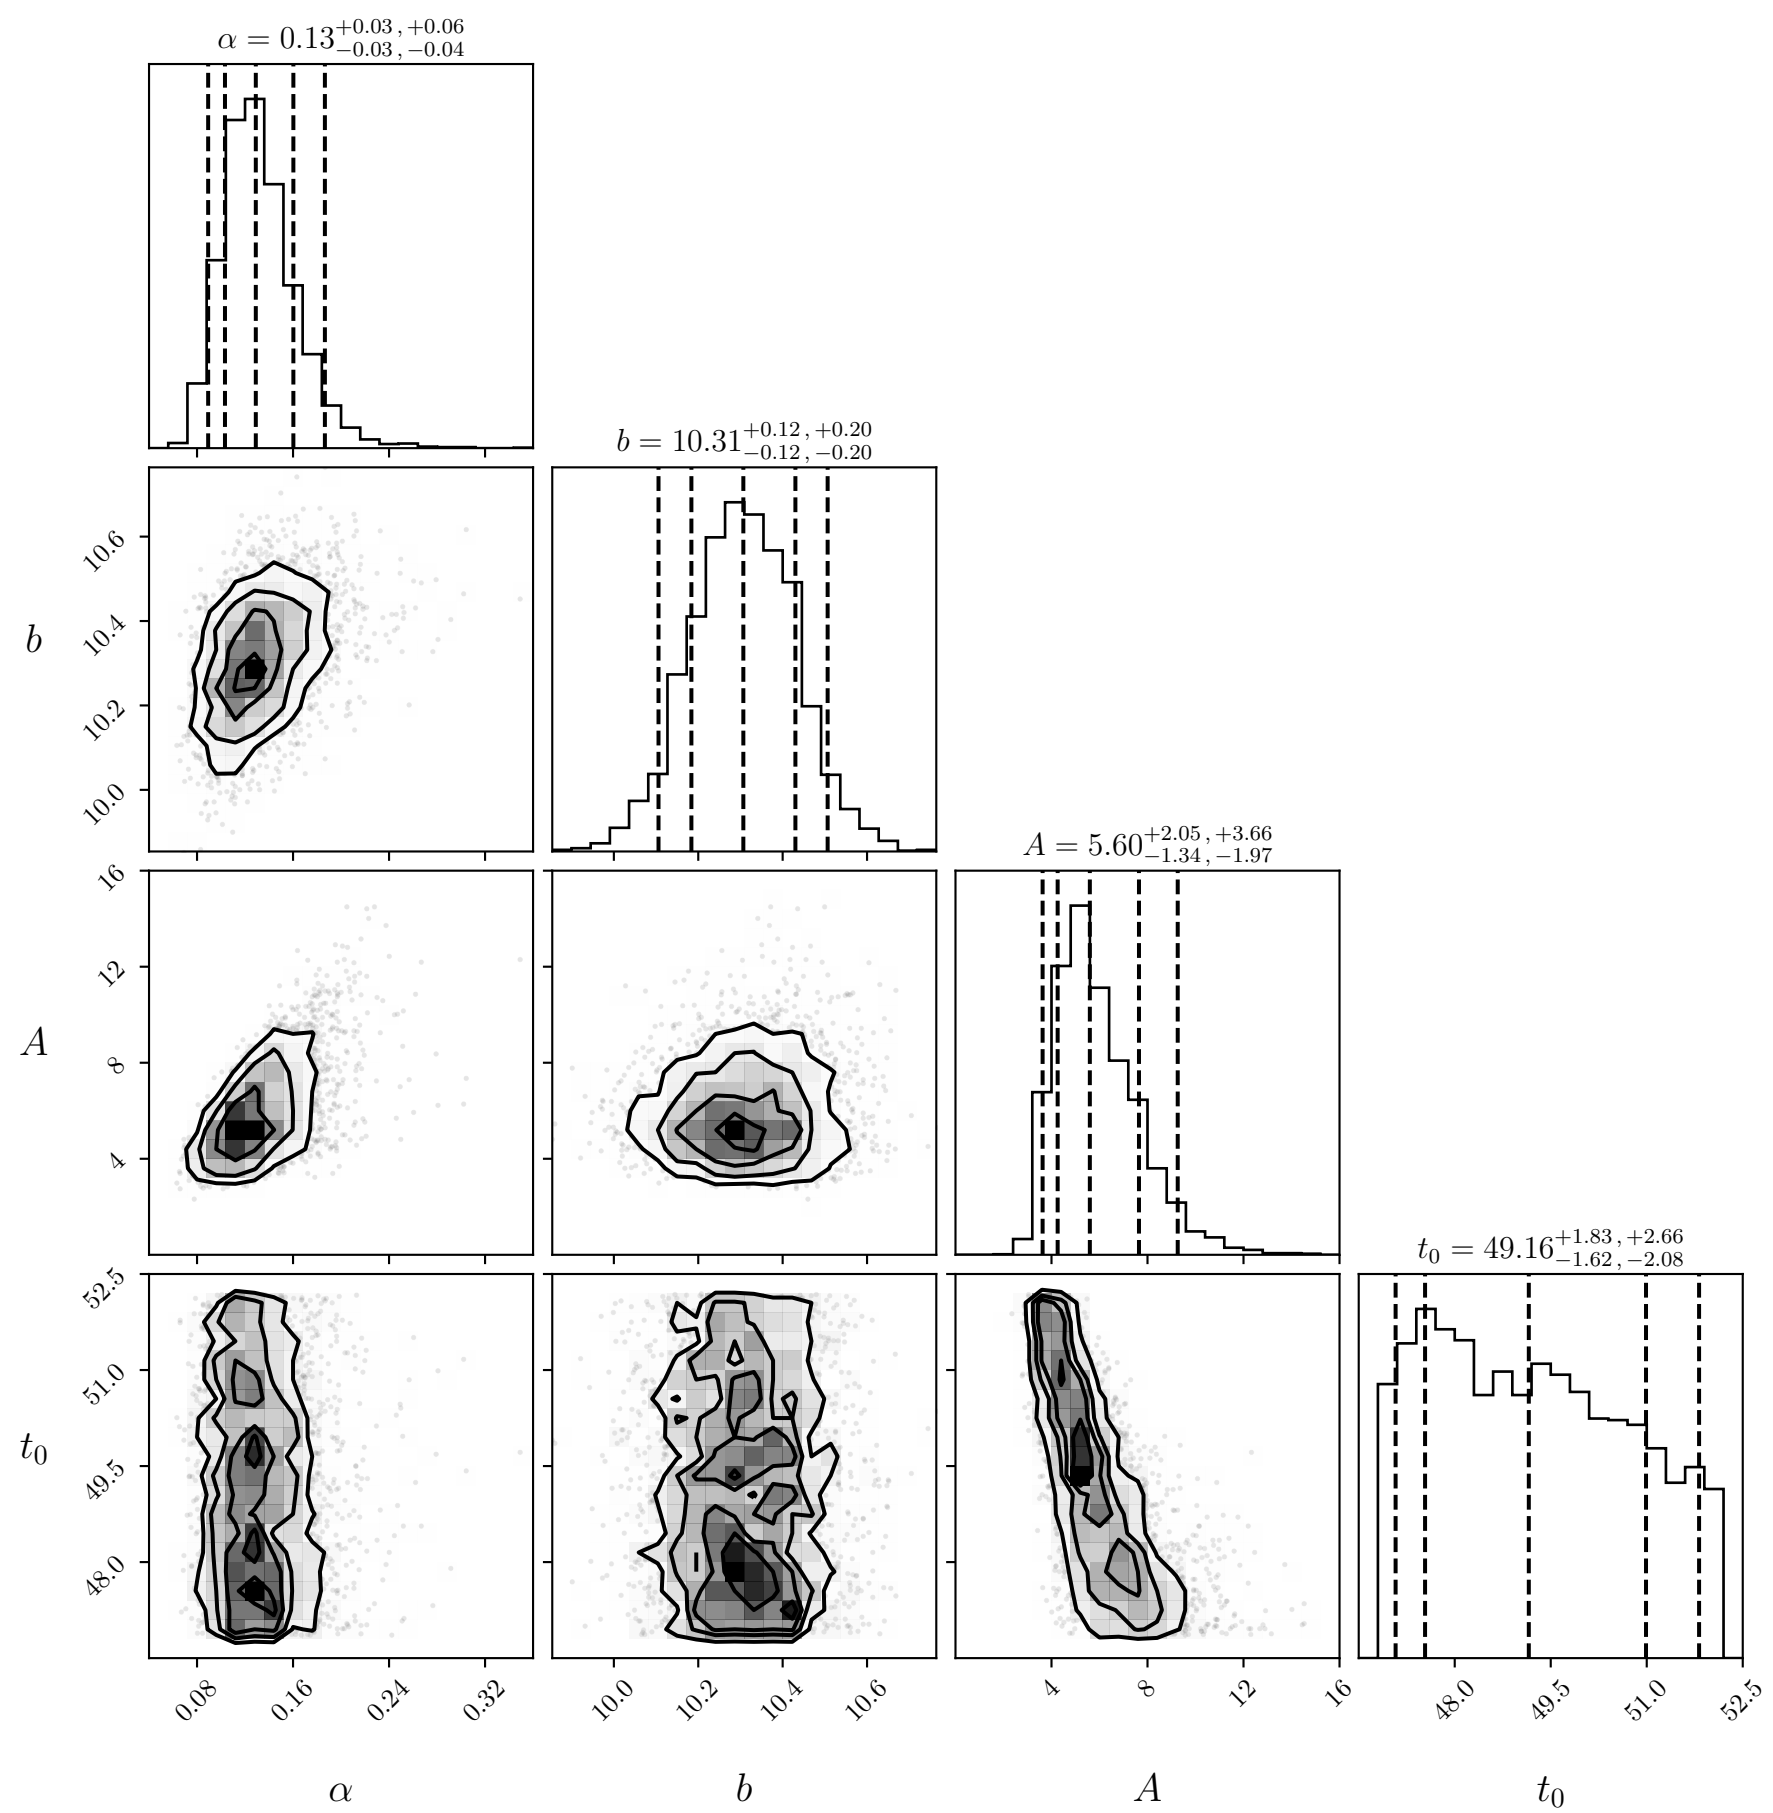 α = 0.13^{+0.03, +0.06}_{−0.03, −0.04}
b = 10.31^{+0.12, +0.20}_{−0.12, −0.20}
10.6
10.4
b
10.2
10.0
A = 5.60^{+2.05, +3.66}_{−1.34, −1.97}
16
12
A
8
4
t_0 = 49.16^{+1.83, +2.66}_{−1.62, −2.08}
52.5
51.0
t_0
49.5
48.0
0.08 0.16 0.24 0.32 10.0 10.2 10.4 10.6 4 8 12 16 48.0 49.5 51.0 52.5
α b A t_0